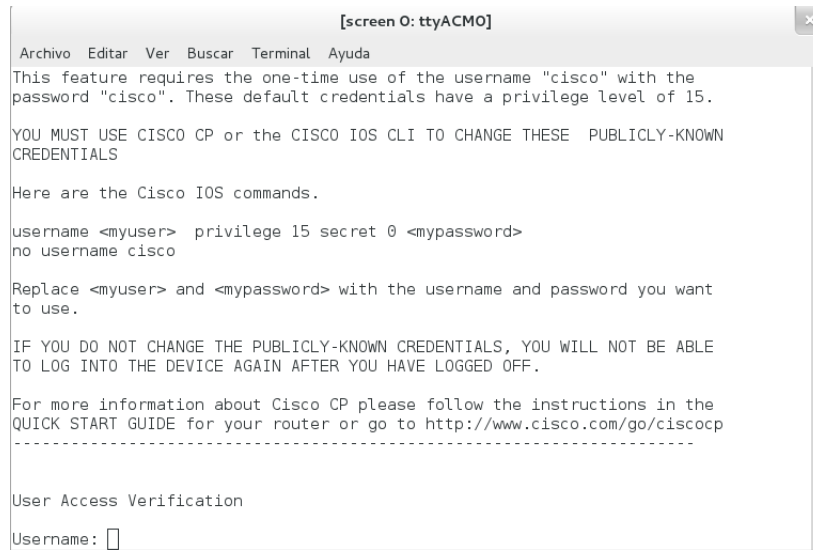 [screen 0: ttyACM0]
Archivo Editar Ver Buscar Terminal Ayuda
This feature requires the one-time use of the username "cisco" with the
password "cisco". These default credentials have a privilege level of 15.
YOU MUST USE CISCO CP or the CISCO IOS CLI TO CHANGE THESE  PUBLICLY-KNOWN
CREDENTIALS
Here are the Cisco IOS commands.
username <myuser>  privilege 15 secret 0 <mypassword>
no username cisco
Replace <myuser> and <mypassword> with the username and password you want
to use.
IF YOU DO NOT CHANGE THE PUBLICLY-KNOWN CREDENTIALS, YOU WILL NOT BE ABLE
TO LOG INTO THE DEVICE AGAIN AFTER YOU HAVE LOGGED OFF.
For more information about Cisco CP please follow the instructions in the
QUICK START GUIDE for your router or go to http://www.cisco.com/go/ciscocp
-----------------------------------------------------------------------
User Access Verification
Username: